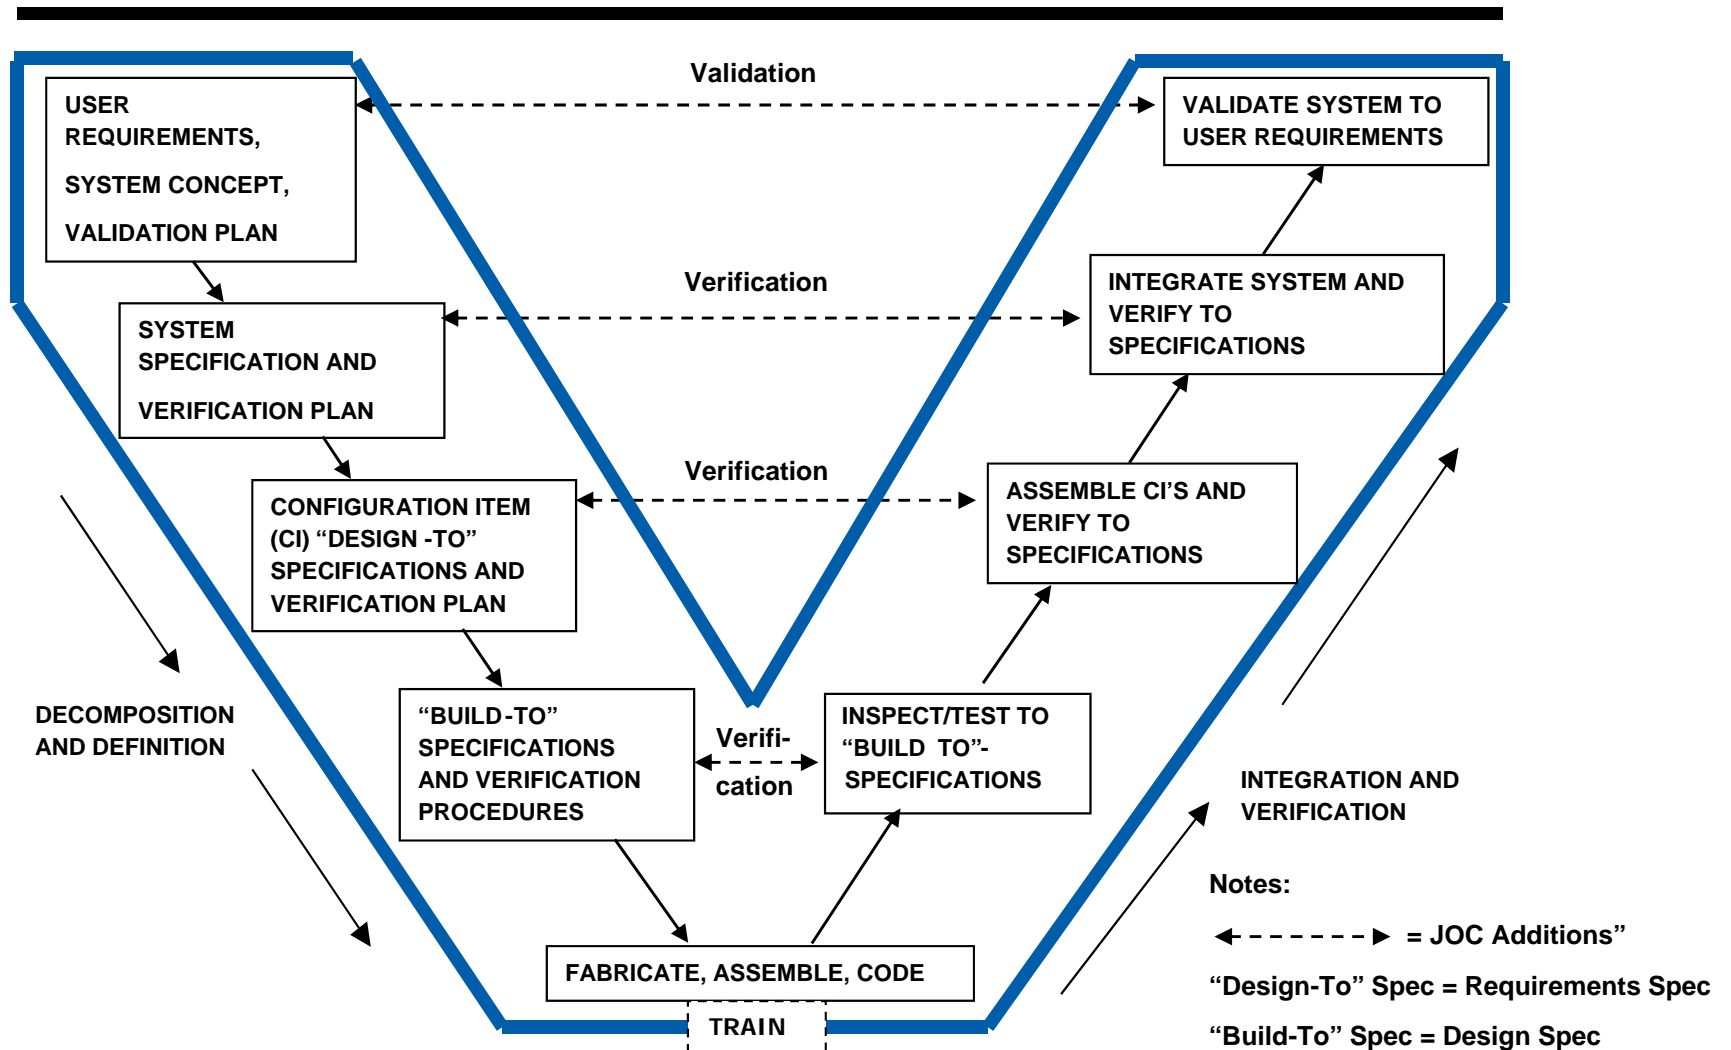 Validation
USER
REQUIREMENTS,
SYSTEM CONCEPT,
VALIDATION PLAN
VALIDATE SYSTEM TO
USER REQUIREMENTS
Verification
SYSTEM
SPECIFICATION AND
VERIFICATION PLAN
INTEGRATE SYSTEM AND
VERIFY TO
SPECIFICATIONS
Verification
CONFIGURATION ITEM
(CI) “DESIGN -TO”
SPECIFICATIONS AND
VERIFICATION PLAN
ASSEMBLE CI’S AND
VERIFY TO
SPECIFICATIONS
DECOMPOSITION
AND DEFINITION
“BUILD-TO”
SPECIFICATIONS
AND VERIFICATION
PROCEDURES
Verifi-
cation
INSPECT/TEST TO
“BUILD TO”-
SPECIFICATIONS
INTEGRATION AND
VERIFICATION
FABRICATE, ASSEMBLE, CODE
TRAIN
Notes:
= JOC Additions”
“Design-To” Spec = Requirements Spec
“Build-To” Spec = Design Spec